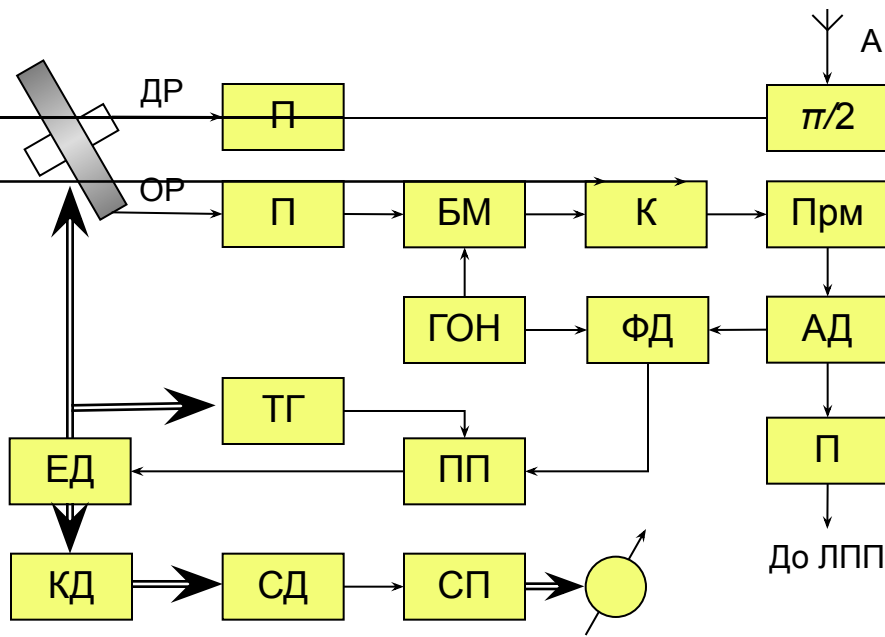 А
ДР
П
π/2
ОР
П
БМ
К
Прм
ГОН
ФД
АД
ТГ
ЕД
ПП
П
До ЛПП
КД
СД
СП